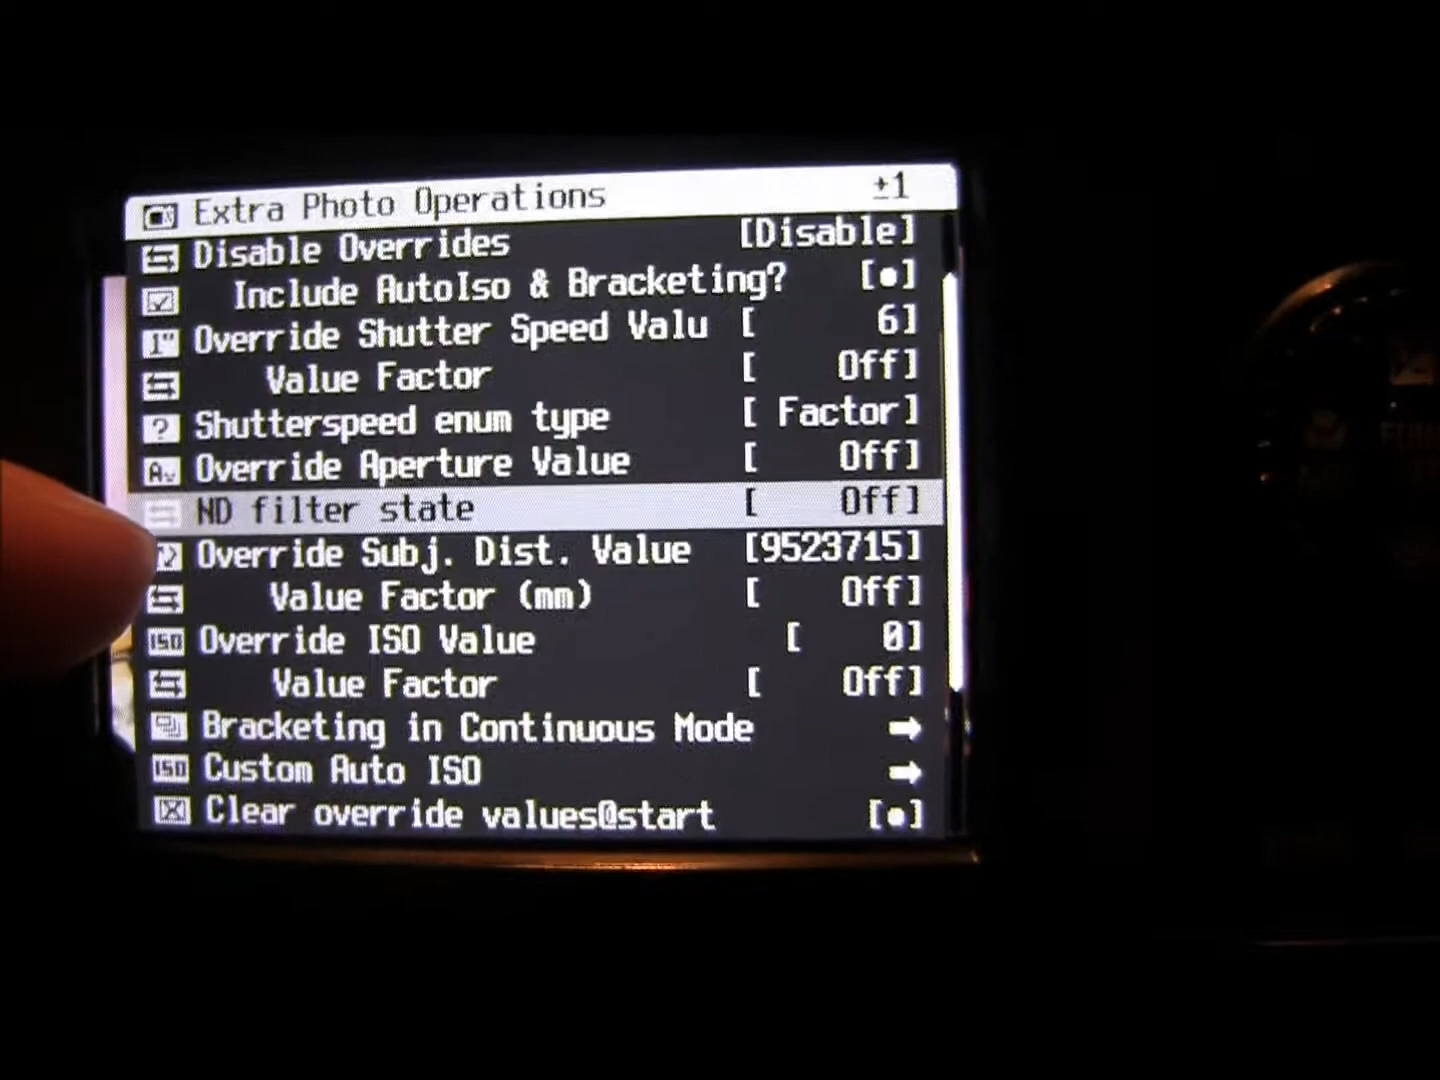 Extra Photo Operations ±1
Disable Overrides [Disable]
Include AutoIso & Bracketing? [•]
Override Shutter Speed Valu [ 6]
Value Factor [ Off]
Shutterspeed enum type [ Factor]
Override Aperture Value [ Off]
ND filter state [ Off]
Override Subj. Dist. Value [9523715]
Value Factor (mm) [ Off]
ISO Override ISO Value [ 0]
Value Factor [ Off]
Bracketing in Continuous Mode
ISO Custom Auto ISO
Clear override values@start [•]